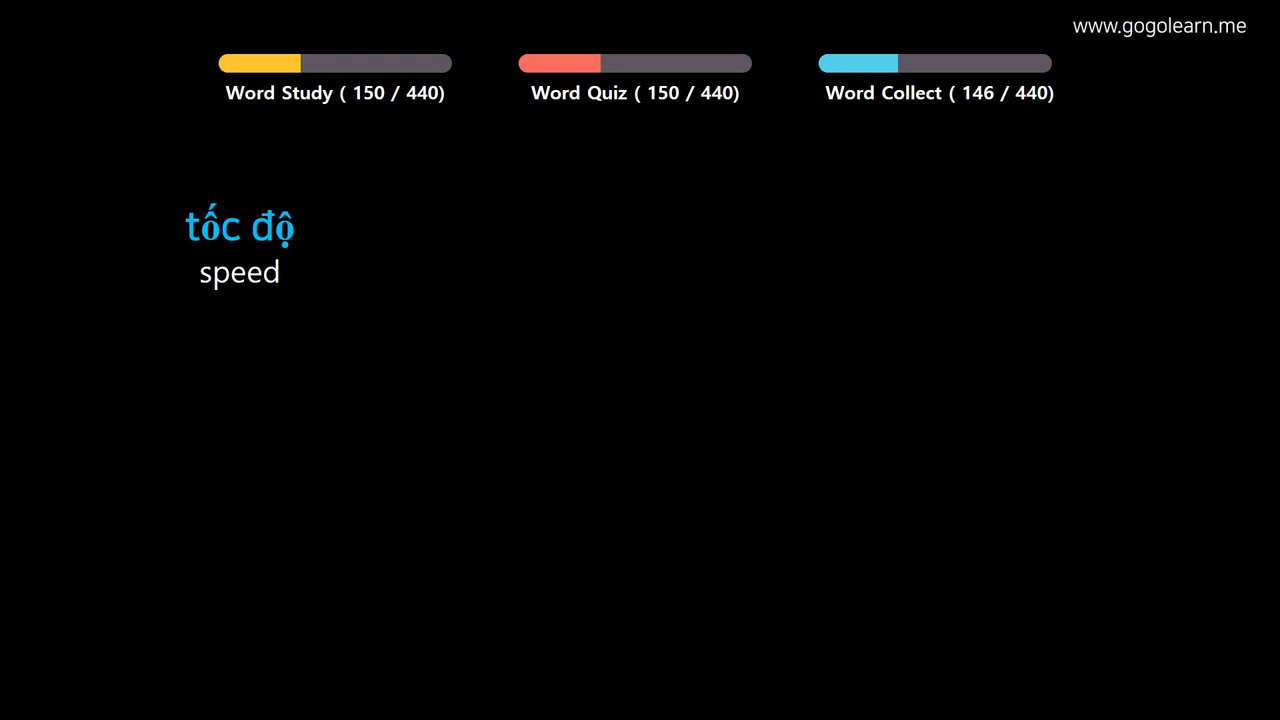 www.gogolearn.me
Word Study ( 150 / 440)
Word Quiz ( 150 / 440)
Word Collect ( 146 / 440)
tốc độ
speed